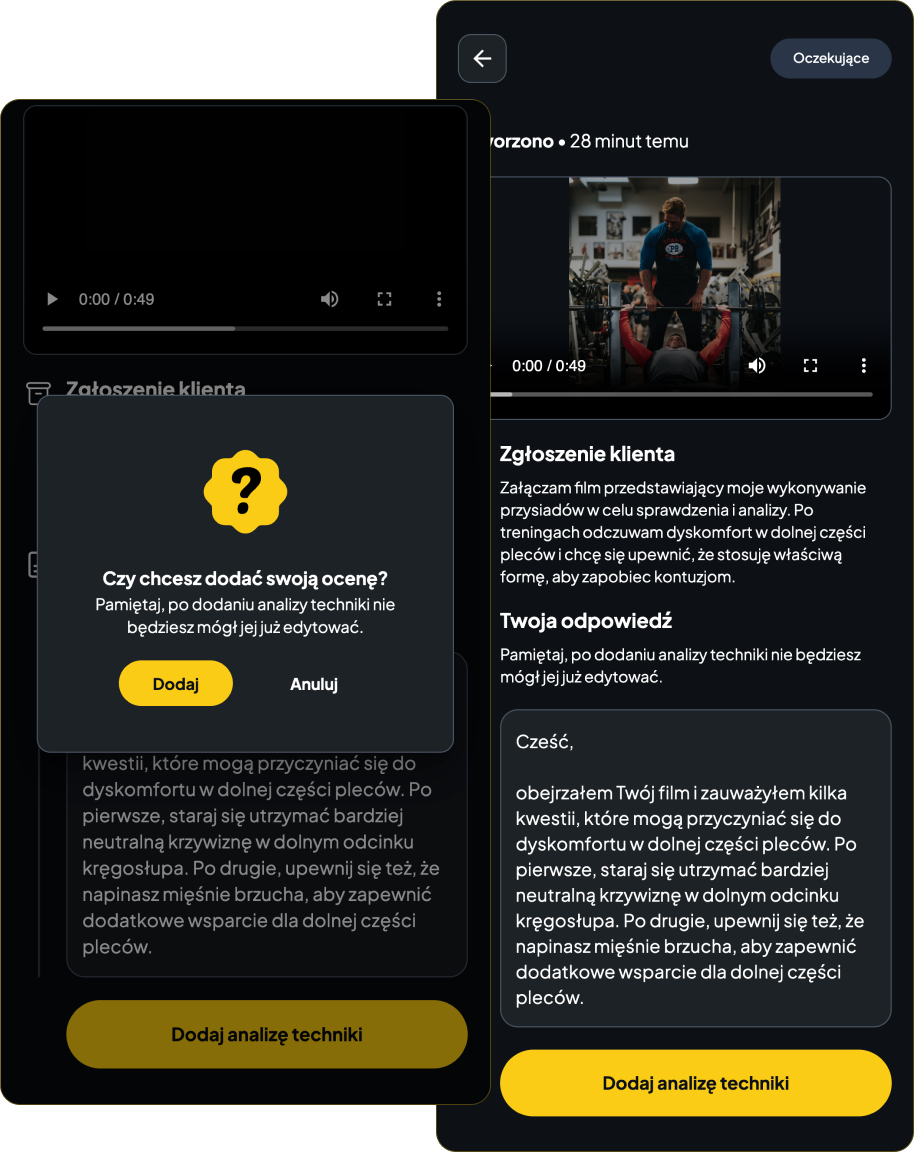 Oczekujące
worzono • 28 minut temu
0:00 / 0:49
Zgłoszenie klienta
Załączam film przedstawiający moje wykonywanie
przysiadów w celu sprawdzenia i analizy. Po
treningach odczuwam dyskomfort w dolnej części
pleców i chcę się upewnić, że stosuję właściwą
formę, aby zapobiec kontuzjom.
Twoja odpowiedź
Pamiętaj, po dodaniu analizy techniki nie będziesz
mógł jej już edytować.
Cześć,
obejrzałem Twój film i zauważyłem kilka
kwestii, które mogą przyczyniać się do
dyskomfortu w dolnej części pleców. Po
pierwsze, staraj się utrzymać bardziej
neutralną krzywiznę w dolnym odcinku
kręgosłupa. Po drugie, upewnij się też, że
napinasz mięśnie brzucha, aby zapewnić
dodatkowe wsparcie dla dolnej części
pleców.
Dodaj analizę techniki
0:00 / 0:49
Zgłoszenie klienta
?
Czy chcesz dodać swoją ocenę?
Pamiętaj, po dodaniu analizy techniki nie
będziesz mógł jej już edytować.
Dodaj
Anuluj
kwestii, które mogą przyczyniać się do
dyskomfortu w dolnej części pleców. Po
pierwsze, staraj się utrzymać bardziej
neutralną krzywiznę w dolnym odcinku
kręgosłupa. Po drugie, upewnij się też, że
napinasz mięśnie brzucha, aby zapewnić
dodatkowe wsparcie dla dolnej części
pleców.
Dodaj analizę techniki